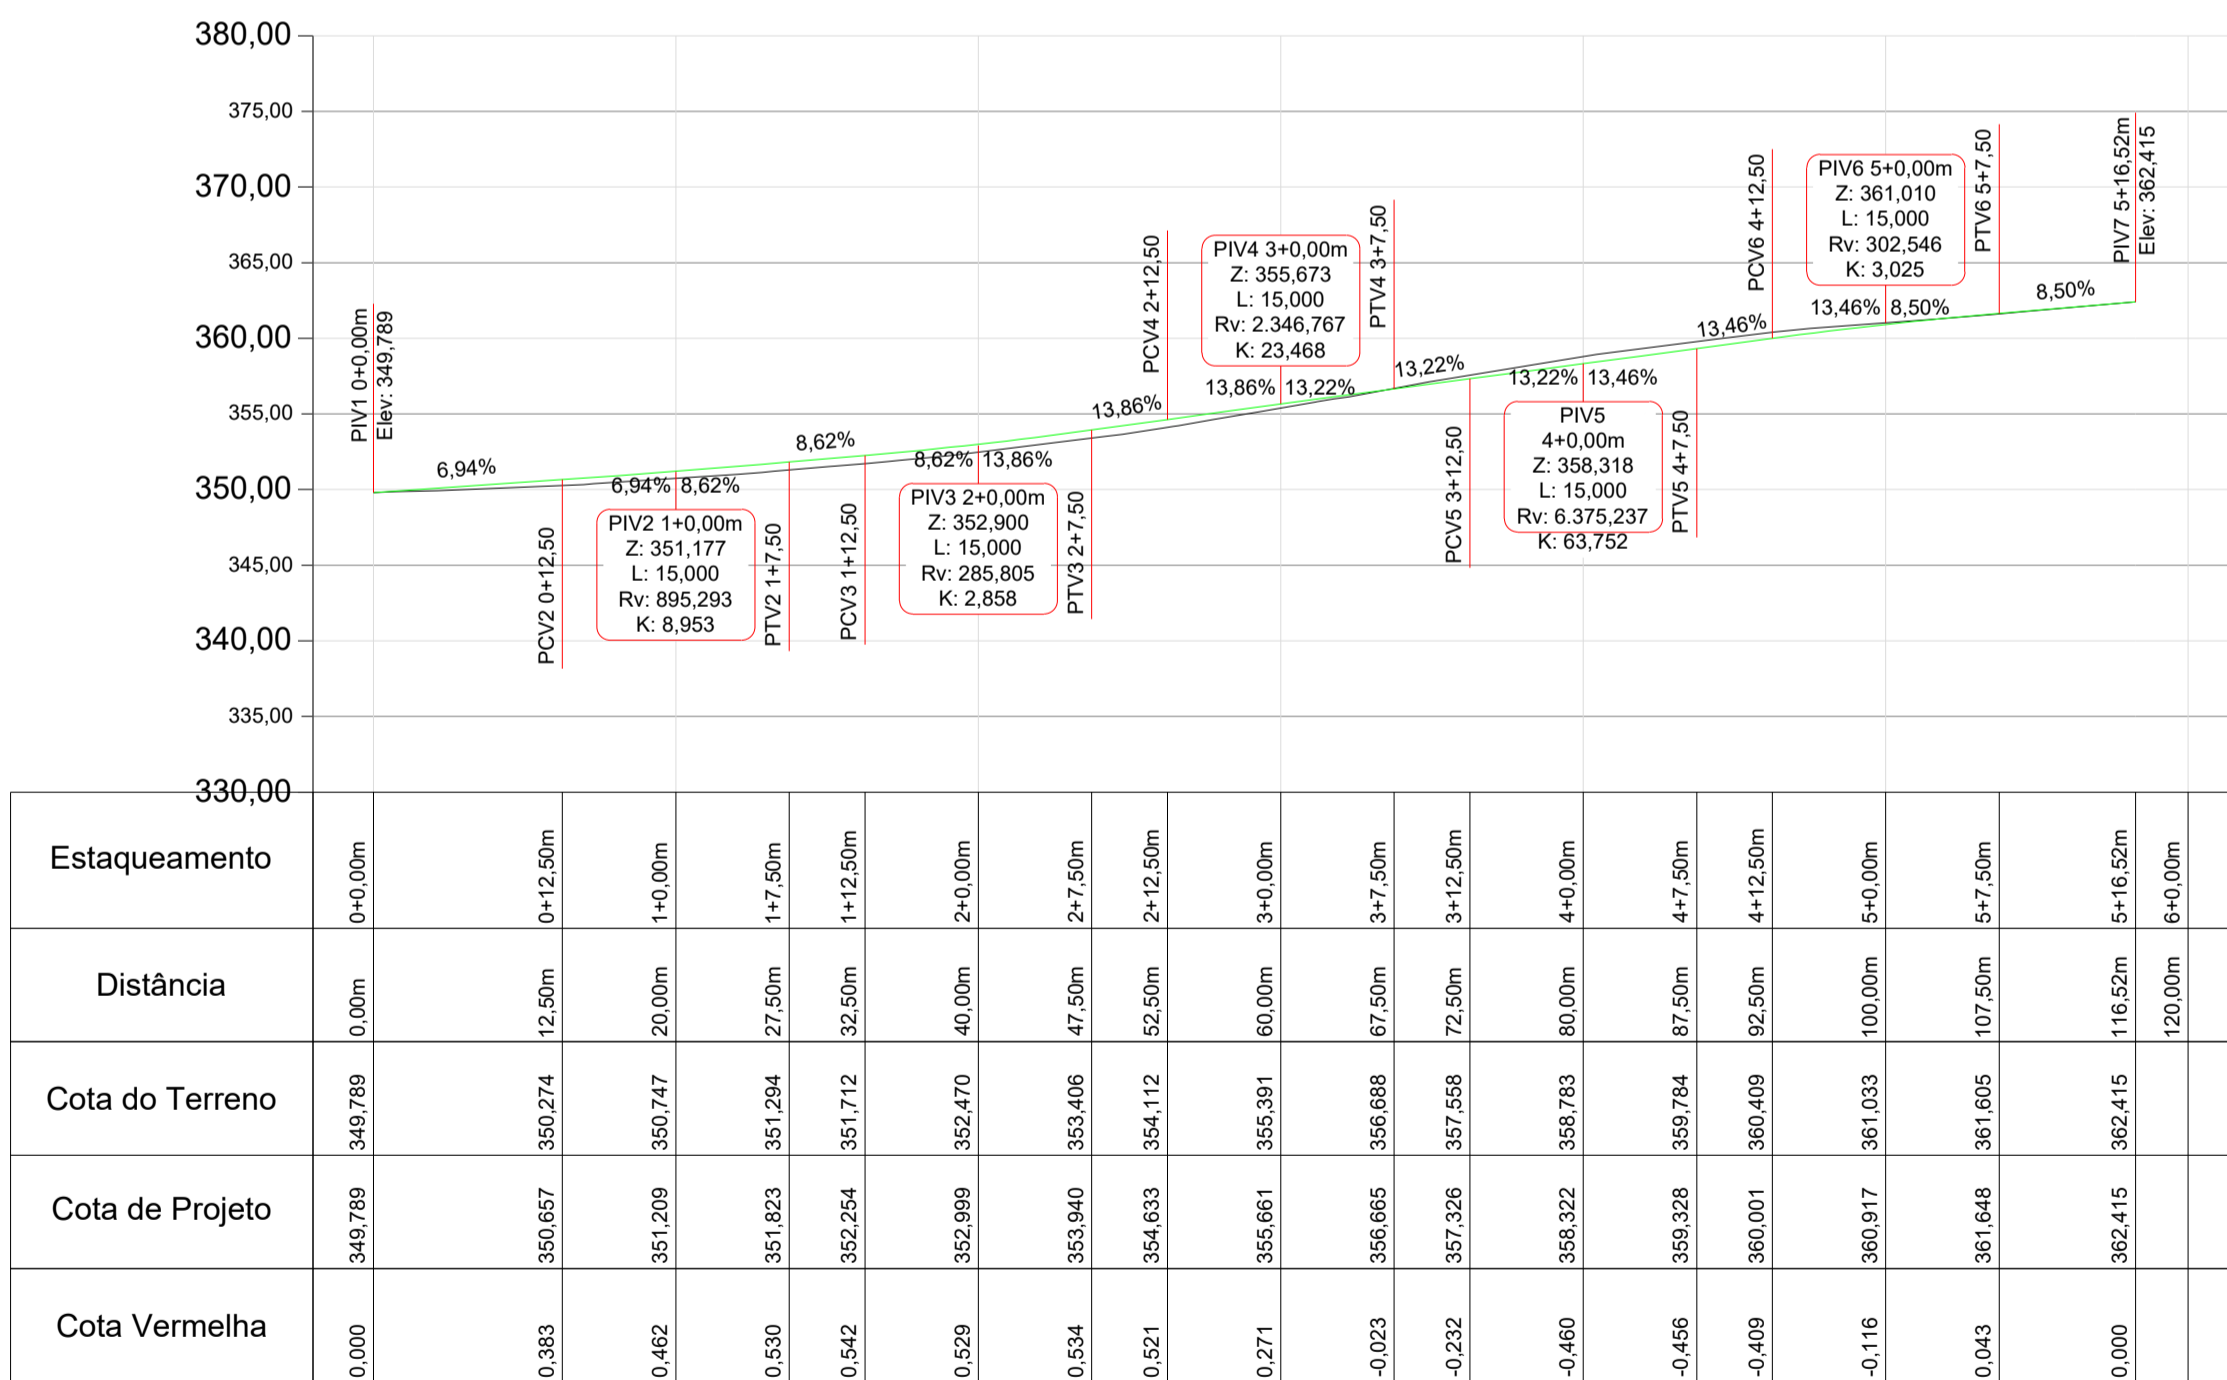 380,00
375,00
370,00
365,00
360,00
355,00
350,00
345,00
340,00
335,00
330,00
PIV1 0+0,00m
Elev: 349,789
6,94%
PCV2 0+12,50
6,94%
8,62%
PIV2 1+0,00m
Z: 351,177
L: 15,000
Rv: 895,293
K: 8,953
PTV2 1+7,50
8,62%
PCV3 1+12,50
8,62%
13,86%
PIV3 2+0,00m
Z: 352,900
L: 15,000
Rv: 285,805
K: 2,858
PTV3 2+7,50
13,86%
PCV4 2+12,50
PIV4 3+0,00m
Z: 355,673
L: 15,000
Rv: 2.346,767
K: 23,468
13,86%
13,22%
PTV4 3+7,50
13,22%
PCV5 3+12,50
13,22%
13,46%
PIV5
4+0,00m
Z: 358,318
L: 15,000
Rv: 6.375,237
K: 63,752
PTV5 4+7,50
13,46%
PCV6 4+12,50
PIV6 5+0,00m
Z: 361,010
L: 15,000
Rv: 302,546
K: 3,025
13,46%
8,50%
PTV6 5+7,50
8,50%
PIV7 5+16,52m
Elev: 362,415
Estaqueamento
0+0,00m
0+12,50m
1+0,00m
1+7,50m
1+12,50m
2+0,00m
2+7,50m
2+12,50m
3+0,00m
3+7,50m
3+12,50m
4+0,00m
4+7,50m
4+12,50m
5+0,00m
5+7,50m
5+16,52m
6+0,00m
Distância
0,00m
12,50m
20,00m
27,50m
32,50m
40,00m
47,50m
52,50m
60,00m
67,50m
72,50m
80,00m
87,50m
92,50m
100,00m
107,50m
116,52m
120,00m
Cota do Terreno
349,789
350,274
350,747
351,294
351,712
352,470
353,406
354,112
355,391
356,688
357,558
358,783
359,784
360,409
361,033
361,605
362,415
Cota de Projeto
349,789
350,657
351,209
351,823
352,254
352,999
353,940
354,633
355,661
356,665
357,326
358,322
359,328
360,001
360,917
361,648
362,415
Cota Vermelha
0,000
0,383
0,462
0,530
0,542
0,529
0,534
0,521
0,271
-0,023
-0,232
-0,460
-0,456
-0,409
-0,116
0,043
0,000